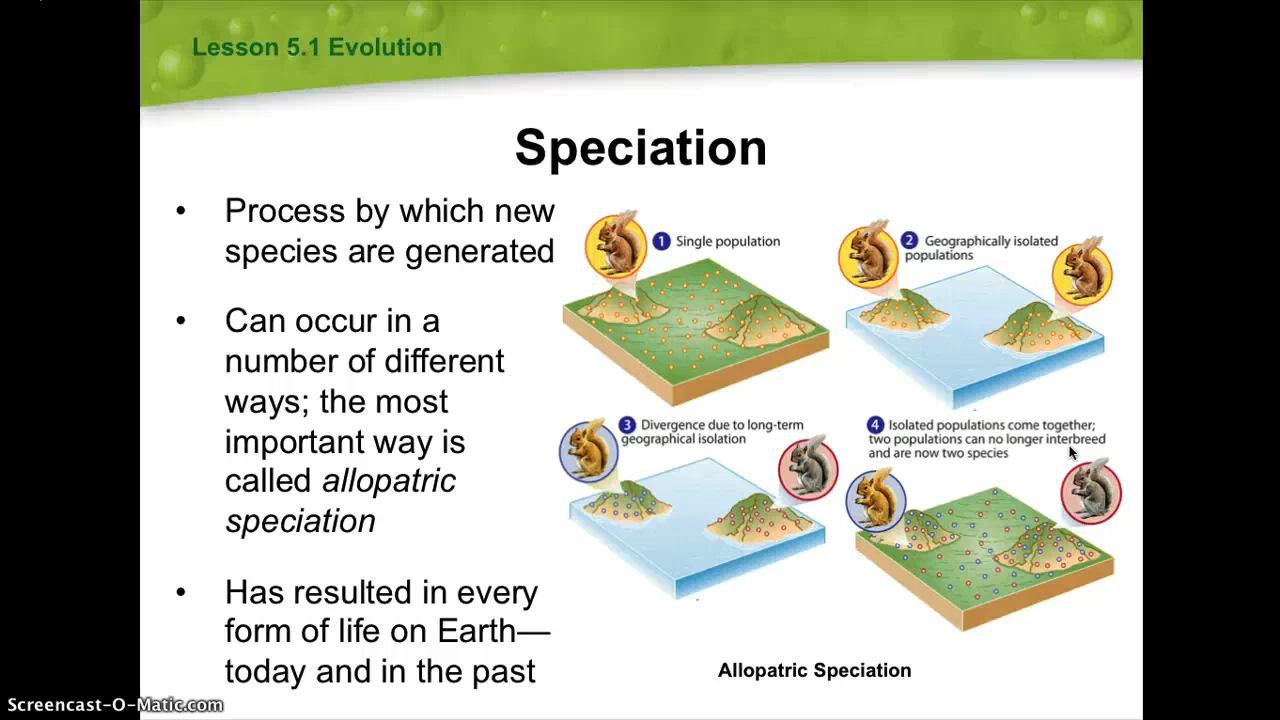 Lesson 5.1 Evolution
Speciation
• Process by which new
species are generated
• Can occur in a
number of different
ways; the most
important way is
called allopatric
speciation
• Has resulted in every
form of life on Earth—
today and in the past
1 Single population
2 Geographically isolated
populations
3 Divergence due to long-term
geographical isolation
4 Isolated populations come together;
two populations can no longer interbreed
and are now two species
Allopatric Speciation
Screencast-O-Matic.com